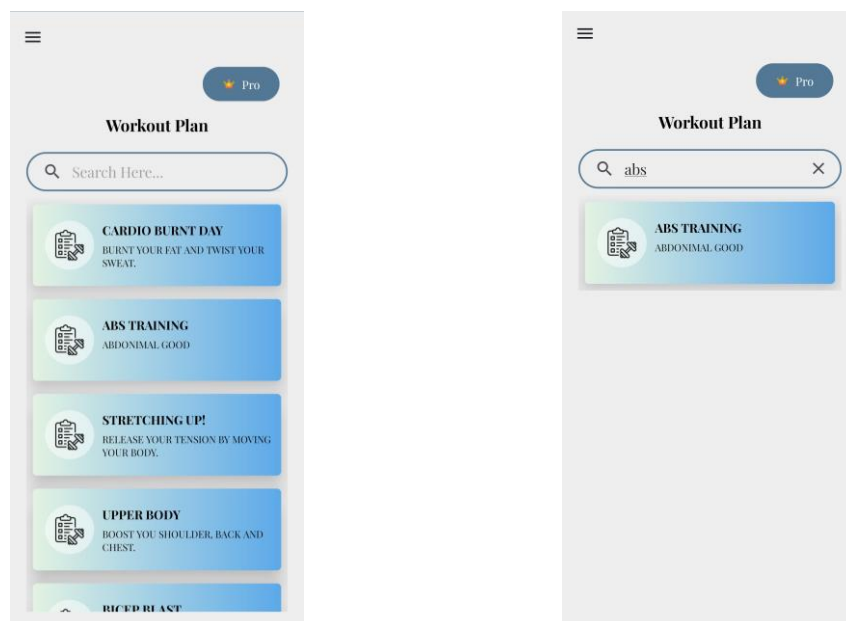 Pro
Workout Plan
Search Here...
CARDIO BURNT DAY
BURNT YOUR FAT AND TWIST YOUR
SWEAT.
ABS TRAINING
ABDONIMAL GOOD
STRETCHING UP!
RELEASE YOUR TENSION BY MOVING
YOUR BODY.
UPPER BODY
BOOST YOU SHOULDER, BACK AND
CHEST.
BICEP BLAST
Pro
Workout Plan
abs
ABS TRAINING
ABDONIMAL GOOD